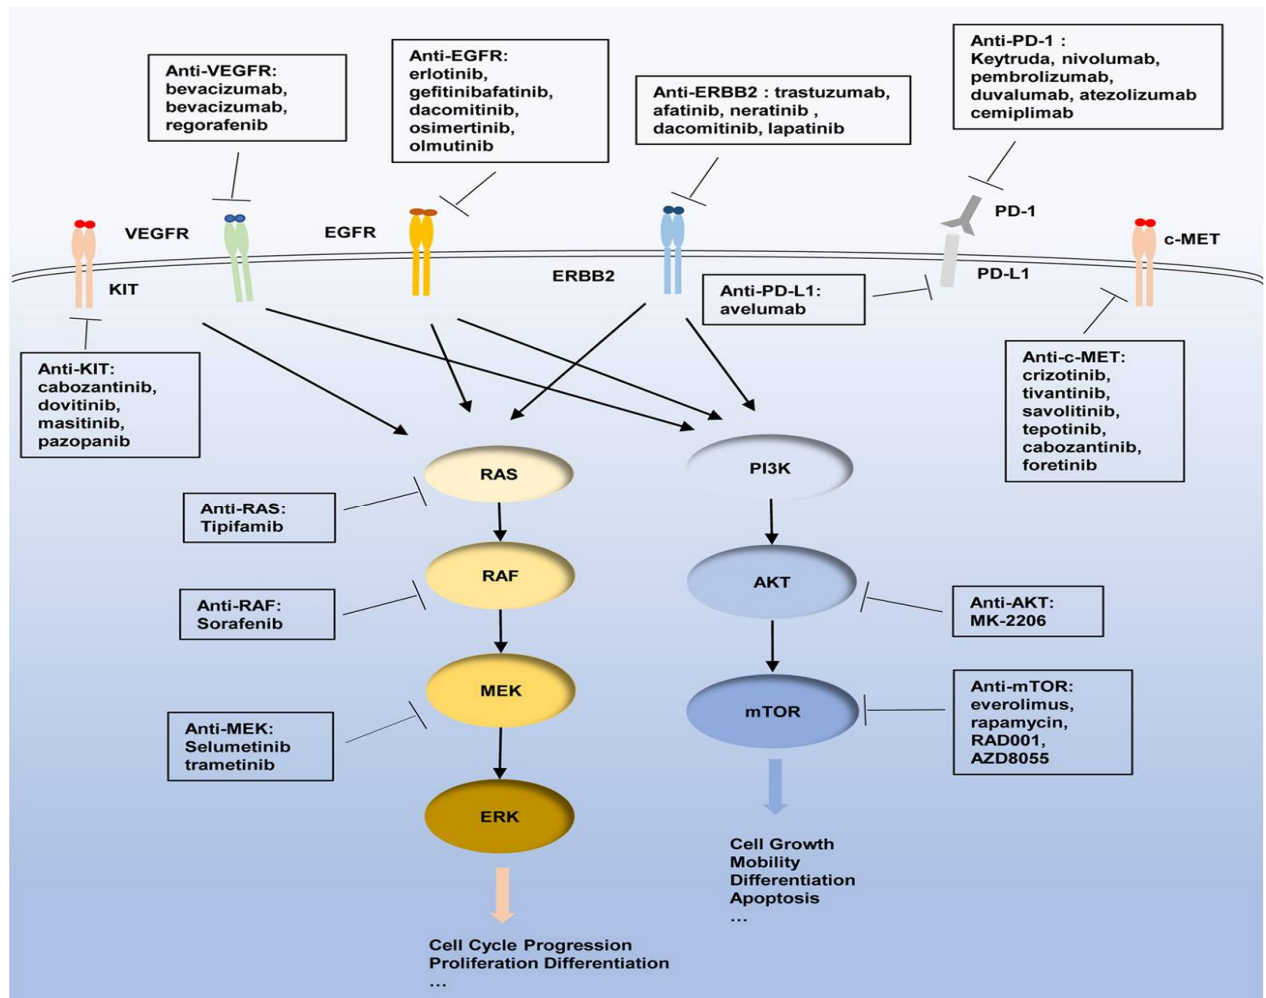 Anti-VEGFR:
bevacizumab,
bevacizumab,
regorafenib
Anti-EGFR:
erlotinib,
gefitinibafatinib,
dacomitinib,
osimertinib,
olmutinib
Anti-ERBB2 : trastuzumab,
afatinib, neratinib ,
dacomitinib, lapatinib
Anti-PD-1 :
Keytruda, nivolumab,
pembrolizumab,
duvalumab, atezolizumab
cemiplimab
VEGFR
EGFR
ERBB2
PD-1
c-MET
KIT
PD-L1
Anti-PD-L1:
avelumab
Anti-KIT:
cabozantinib,
dovitinib,
masitinib,
pazopanib
Anti-c-MET:
crizotinib,
tivantinib,
savolitinib,
tepotinib,
cabozantinib,
foretinib
RAS
PI3K
Anti-RAS:
Tipifamib
RAF
AKT
Anti-RAF:
Sorafenib
Anti-AKT:
MK-2206
MEK
mTOR
Anti-MEK:
Selumetinib
trametinib
Anti-mTOR:
everolimus,
rapamycin,
RAD001,
AZD8055
ERK
Cell Growth
Mobility
Differentiation
Apoptosis
...
Cell Cycle Progression
Proliferation Differentiation
...